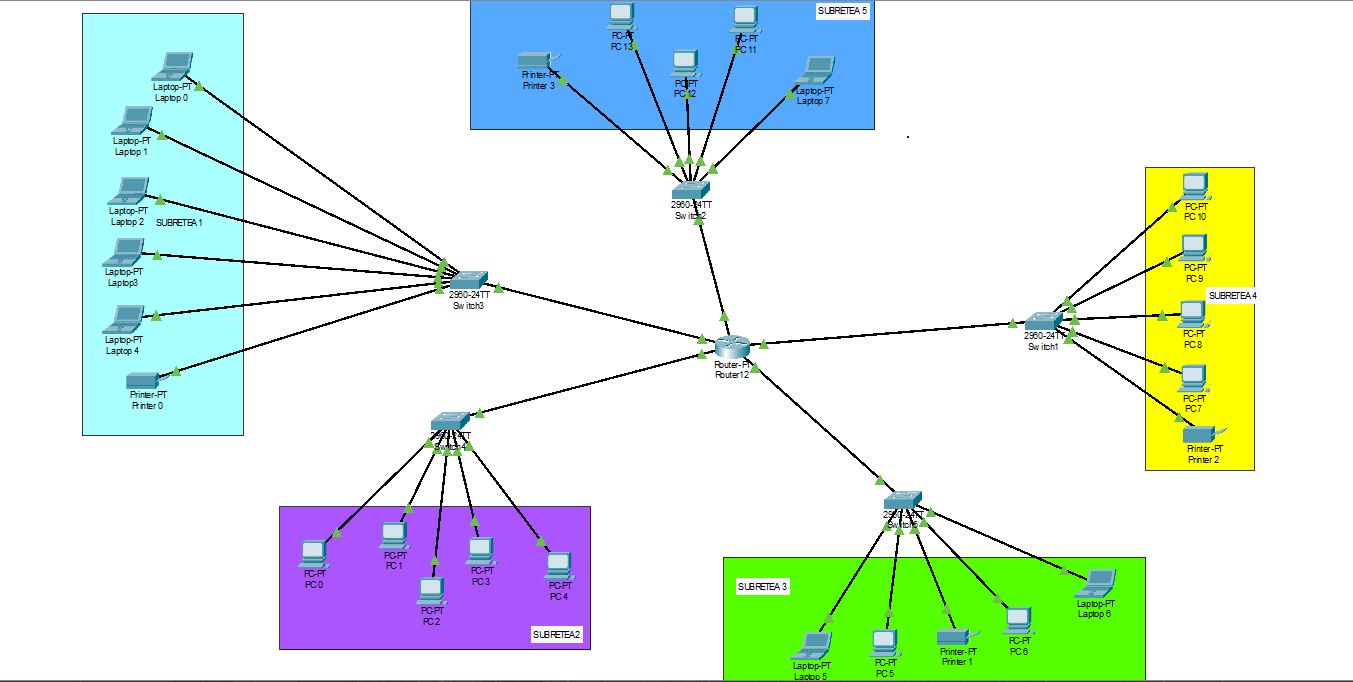 SUBRETEA 5
PC-PT
PC 13
PC-PT
PC 11
Printer-PT
Printer 3
PC-PT
PC 12
Laptop-PT
Laptop 7
2960-24TT
Switch2
Laptop-PT
Laptop 0
Laptop-PT
Laptop 1
Laptop-PT
Laptop 2
SUBRETEA 1
Laptop-PT
Laptop3
Laptop-PT
Laptop 4
Printer-PT
Printer 0
2960-24TT
Switch3
Router-PT
Router12
PC-PT
PC 10
PC-PT
PC 9
SUBRETEA 4
PC-PT
PC 8
PC-PT
PC7
Printer-PT
Printer 2
2960-24TT
Switch1
2960-24TT
Switch4
PC-PT
PC 0
PC-PT
PC 1
PC-PT
PC 2
PC-PT
PC 3
PC-PT
PC 4
SUBRETEA2
2960-24TT
SUBRETEA 3
Laptop-PT
Laptop 5
PC-PT
PC 5
Printer-PT
Printer 1
PC-PT
PC 6
Laptop-PT
Laptop 6